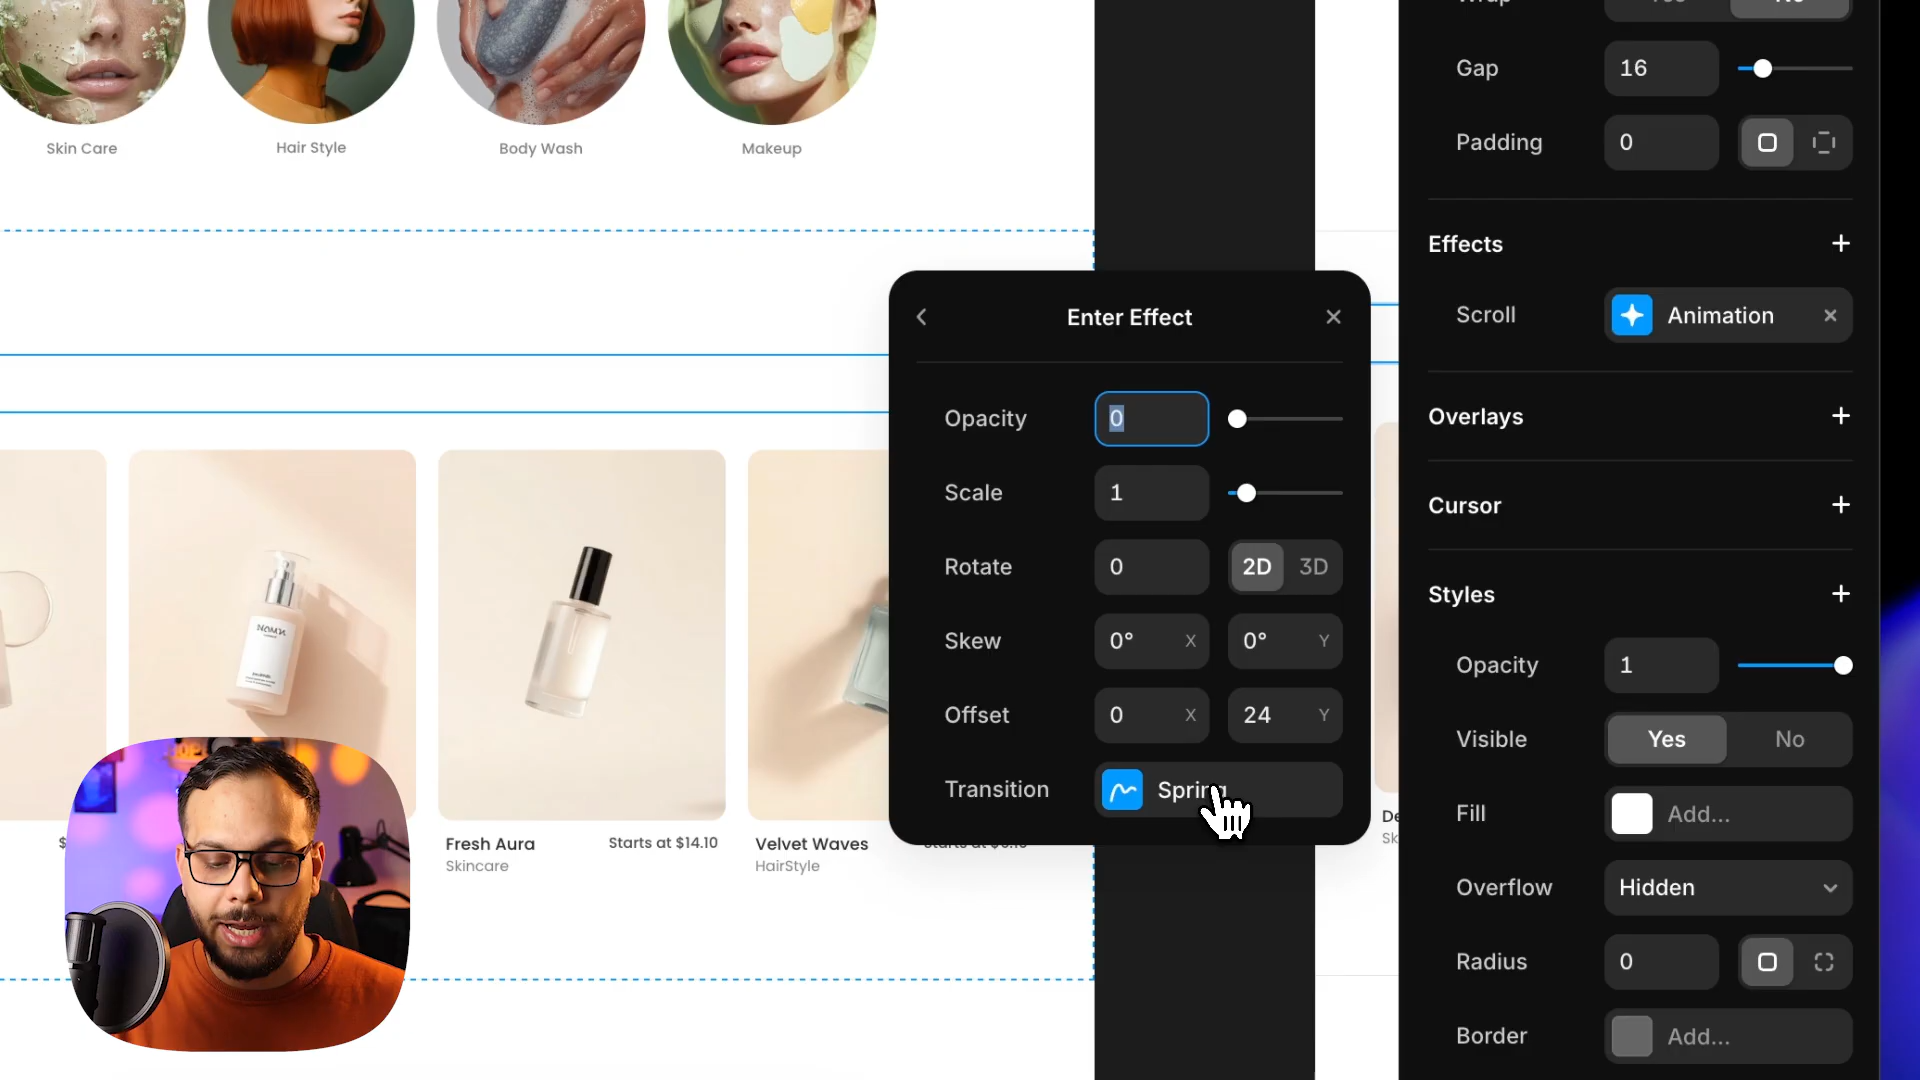 Skin Care
Hair Style
Body Wash
Makeup
Fresh Aura
Starts at $14.10
Skincare
Velvet Waves
HairStyle
Enter Effect
Opacity 0
Scale 1
Rotate 0 2D 3D
Skew 0° X 0° Y
Offset 0 X 24 Y
Transition Spring
Gap 16
Padding 0
Effects
Scroll Animation
Overlays
Cursor
Styles
Opacity 1
Visible Yes No
Fill Add...
Overflow Hidden
Radius 0
Border Add...